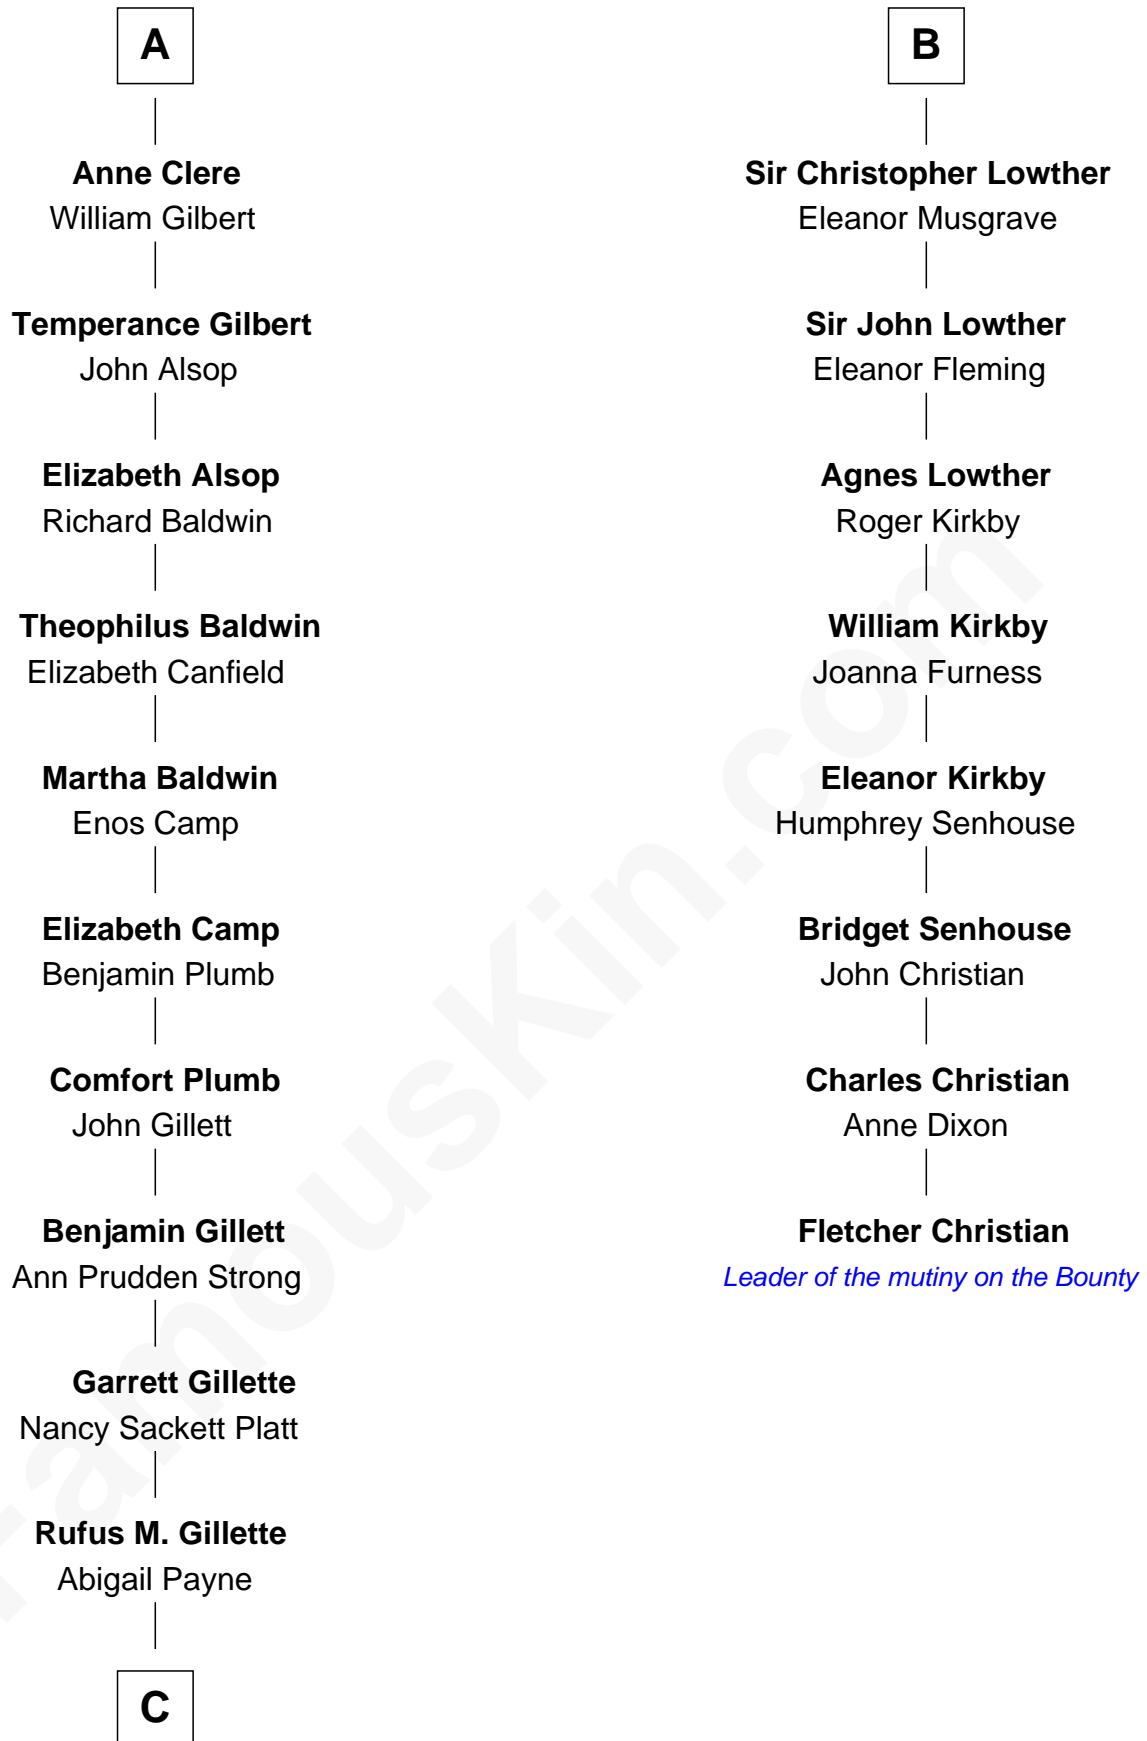 A
Anne Clere
William Gilbert
Temperance Gilbert
John Alsop
Elizabeth Alsop
Richard Baldwin
Theophilus Baldwin
Elizabeth Canfield
Martha Baldwin
Enos Camp
Elizabeth Camp
Benjamin Plumb
Comfort Plumb
John Gillett
Benjamin Gillett
Ann Prudden Strong
Garrett Gillette
Nancy Sackett Platt
Rufus M. Gillette
Abigail Payne
C
B
Sir Christopher Lowther
Eleanor Musgrave
Sir John Lowther
Eleanor Fleming
Agnes Lowther
Roger Kirkby
William Kirkby
Joanna Furness
Eleanor Kirkby
Humphrey Senhouse
Bridget Senhouse
John Christian
Charles Christian
Anne Dixon
Fletcher Christian
Leader of the mutiny on the Bounty
FamousKin.com